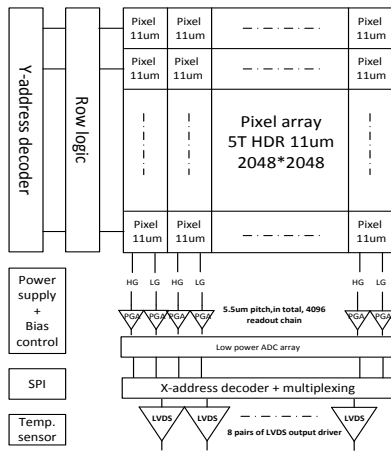 Y-address decoder
Row logic
Pixel
11um
Pixel
11um
Pixel
11um
Pixel
11um
Pixel
11um
Pixel
11um
Pixel array
5T HDR 11um
2048*2048
Pixel
11um
Pixel
11um
Pixel
11um
Power
supply
+
Bias
control
HG
LG
HG
LG
HG
LG
PGA
PGA
PGA
PGA
5.5um pitch,in total, 4096
readout chain
PGA
PGA
Low power ADC array
SPI
X-address decoder + multiplexing
Temp.
sensor
LVDS
LVDS
LVDS
8 pairs of LVDS output driver